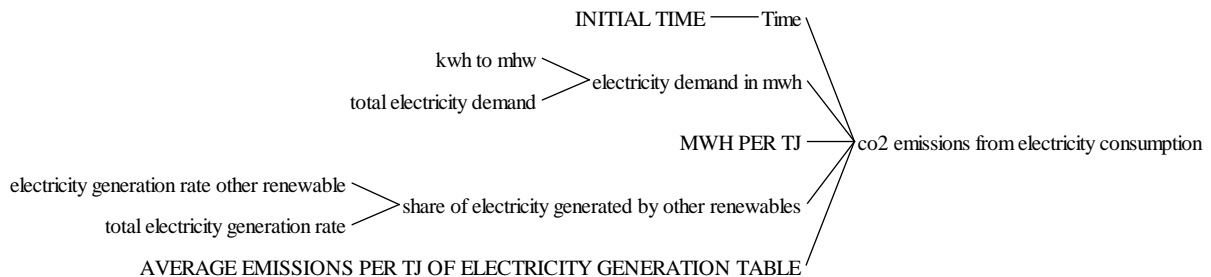 INITIAL TIME
Time
kwh to mhw
electricity demand in mwh
total electricity demand
MWH PER TJ
co2 emissions from electricity consumption
electricity generation rate other renewable
share of electricity generated by other renewables
total electricity generation rate
AVERAGE EMISSIONS PER TJ OF ELECTRICITY GENERATION TABLE